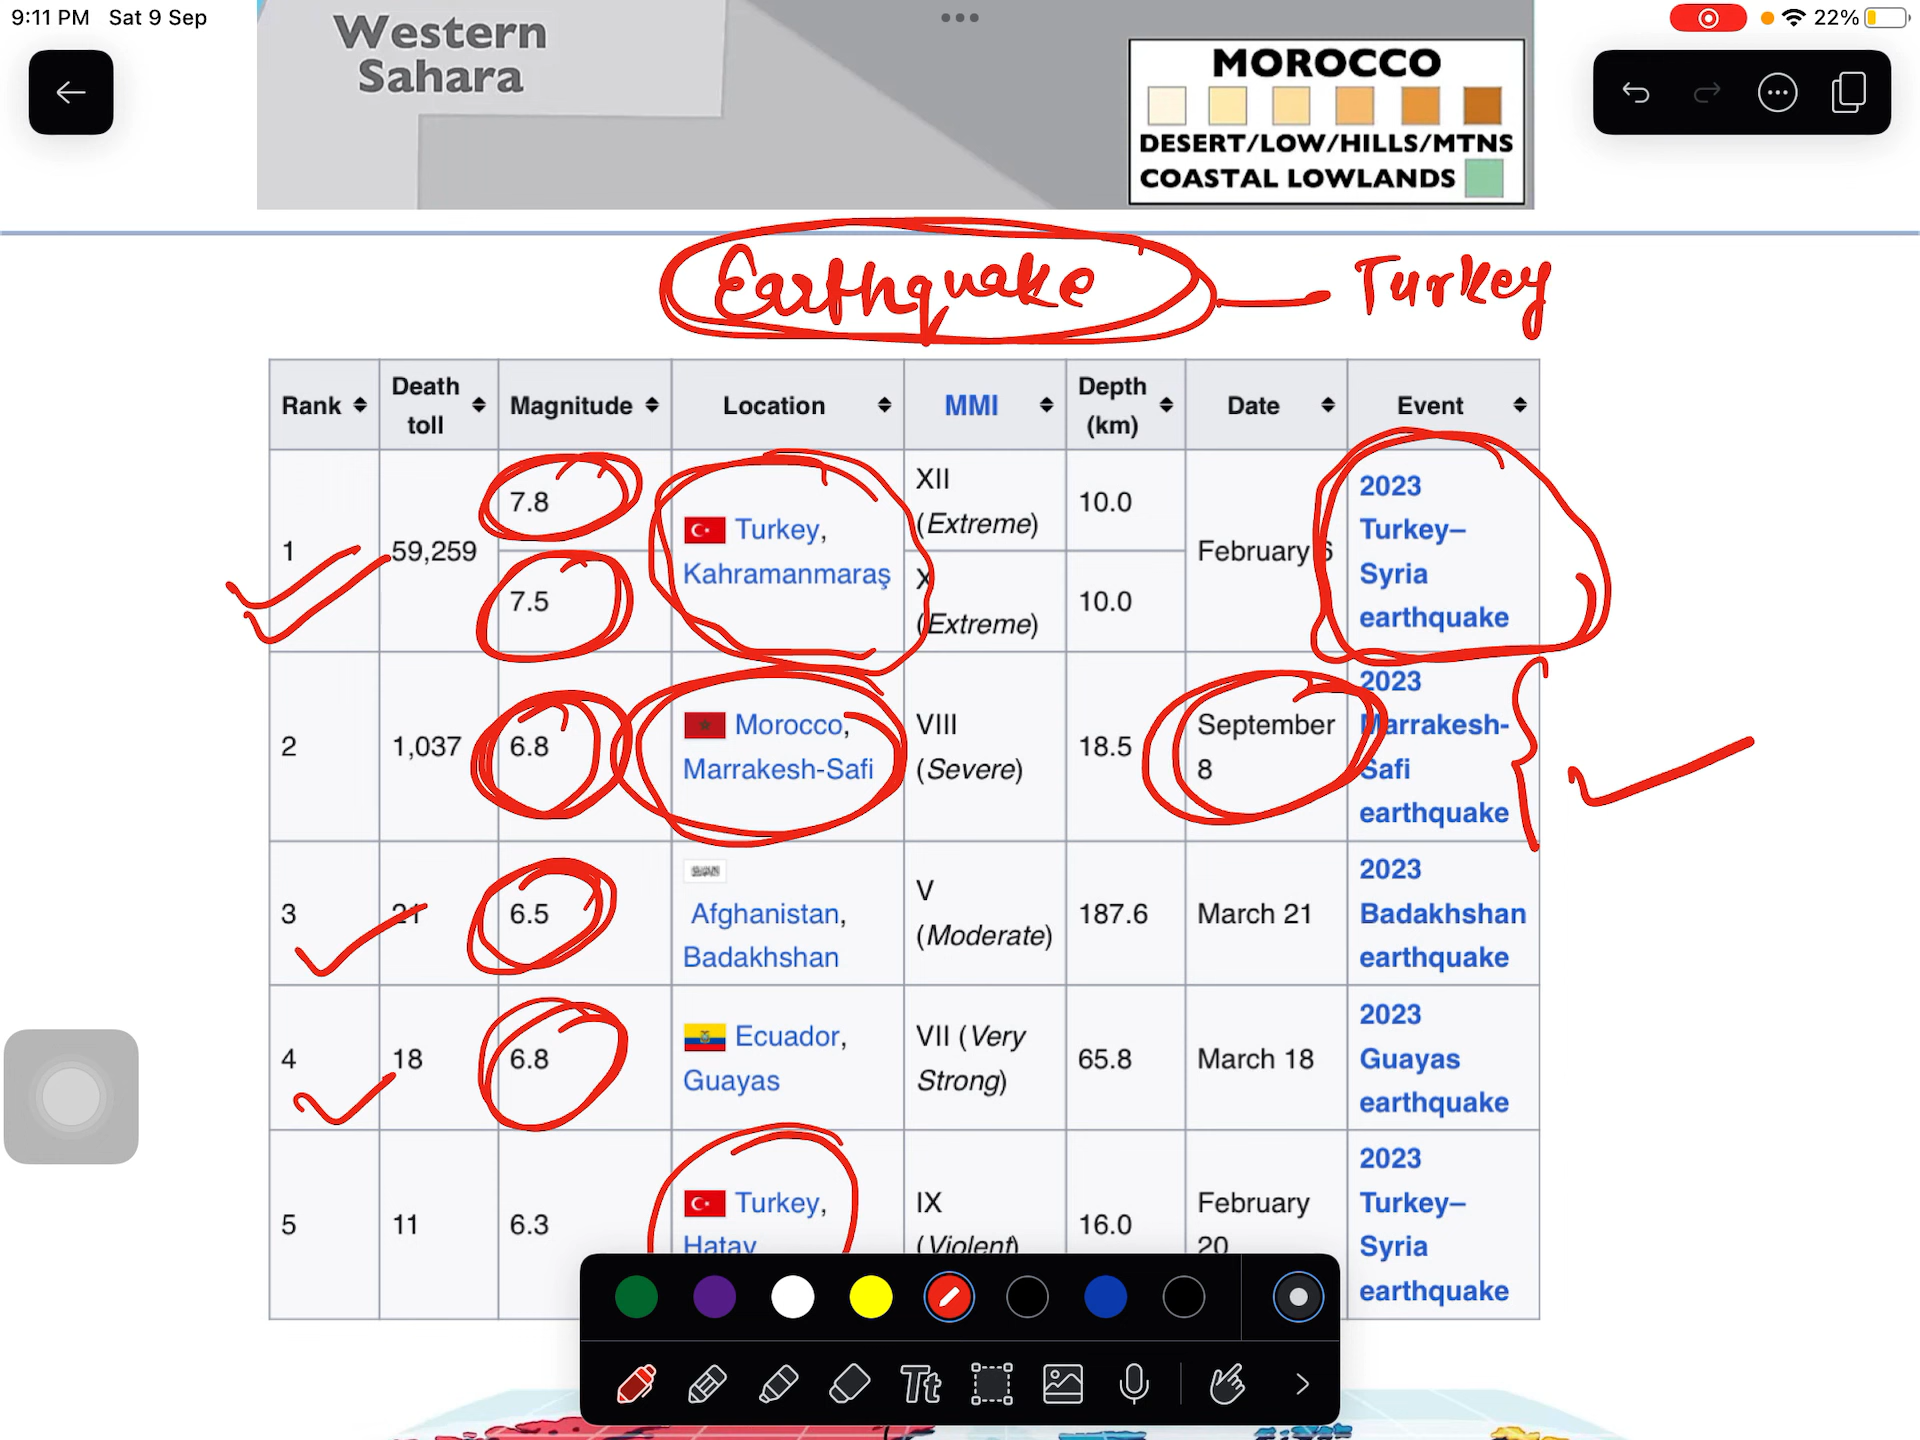 9:11 PM Sat 9 Sep
22%
Western
Sahara
MOROCCO
DESERT/LOW/HILLS/MTNS
COASTAL LOWLANDS
Earthquake Turkey
Rank Death toll Magnitude Location MMI Depth (km) Date Event
1 59,259 7.8 Turkey, Kahramanmaraş XII (Extreme) 10.0 February 6 2023 Turkey–Syria earthquake
7.5 X (Extreme) 10.0
2 1,037 6.8 Morocco, Marrakesh-Safi VIII (Severe) 18.5 September 8 2023 Marrakesh-Safi earthquake
3 21 6.5 Afghanistan, Badakhshan V (Moderate) 187.6 March 21 2023 Badakhshan earthquake
4 18 6.8 Ecuador, Guayas VII (Very Strong) 65.8 March 18 2023 Guayas earthquake
5 11 6.3 Turkey, Hatay IX (Violent) 16.0 February 20 2023 Turkey–Syria earthquake
Tt